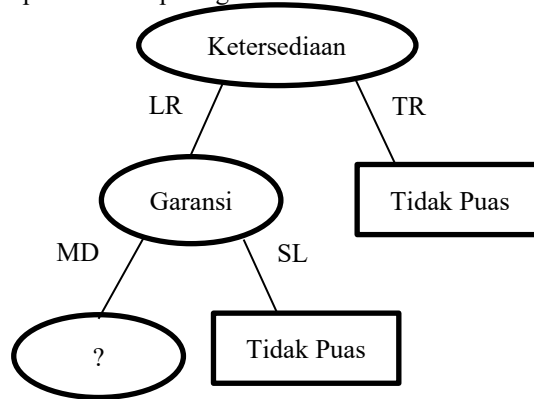 Ketersediaan
LR
TR
Garansi
Tidak Puas
MD
SL
?
Tidak Puas